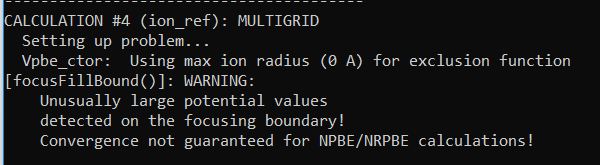 ----------------------------------------
CALCULATION #4 (ion_ref): MULTIGRID
Setting up problem...
Vpbe_ctor: Using max ion radius (0 A) for exclusion function
[focusFillBound()]: WARNING:
Unusually large potential values
detected on the focusing boundary!
Convergence not guaranteed for NPBE/NRPBE calculations!